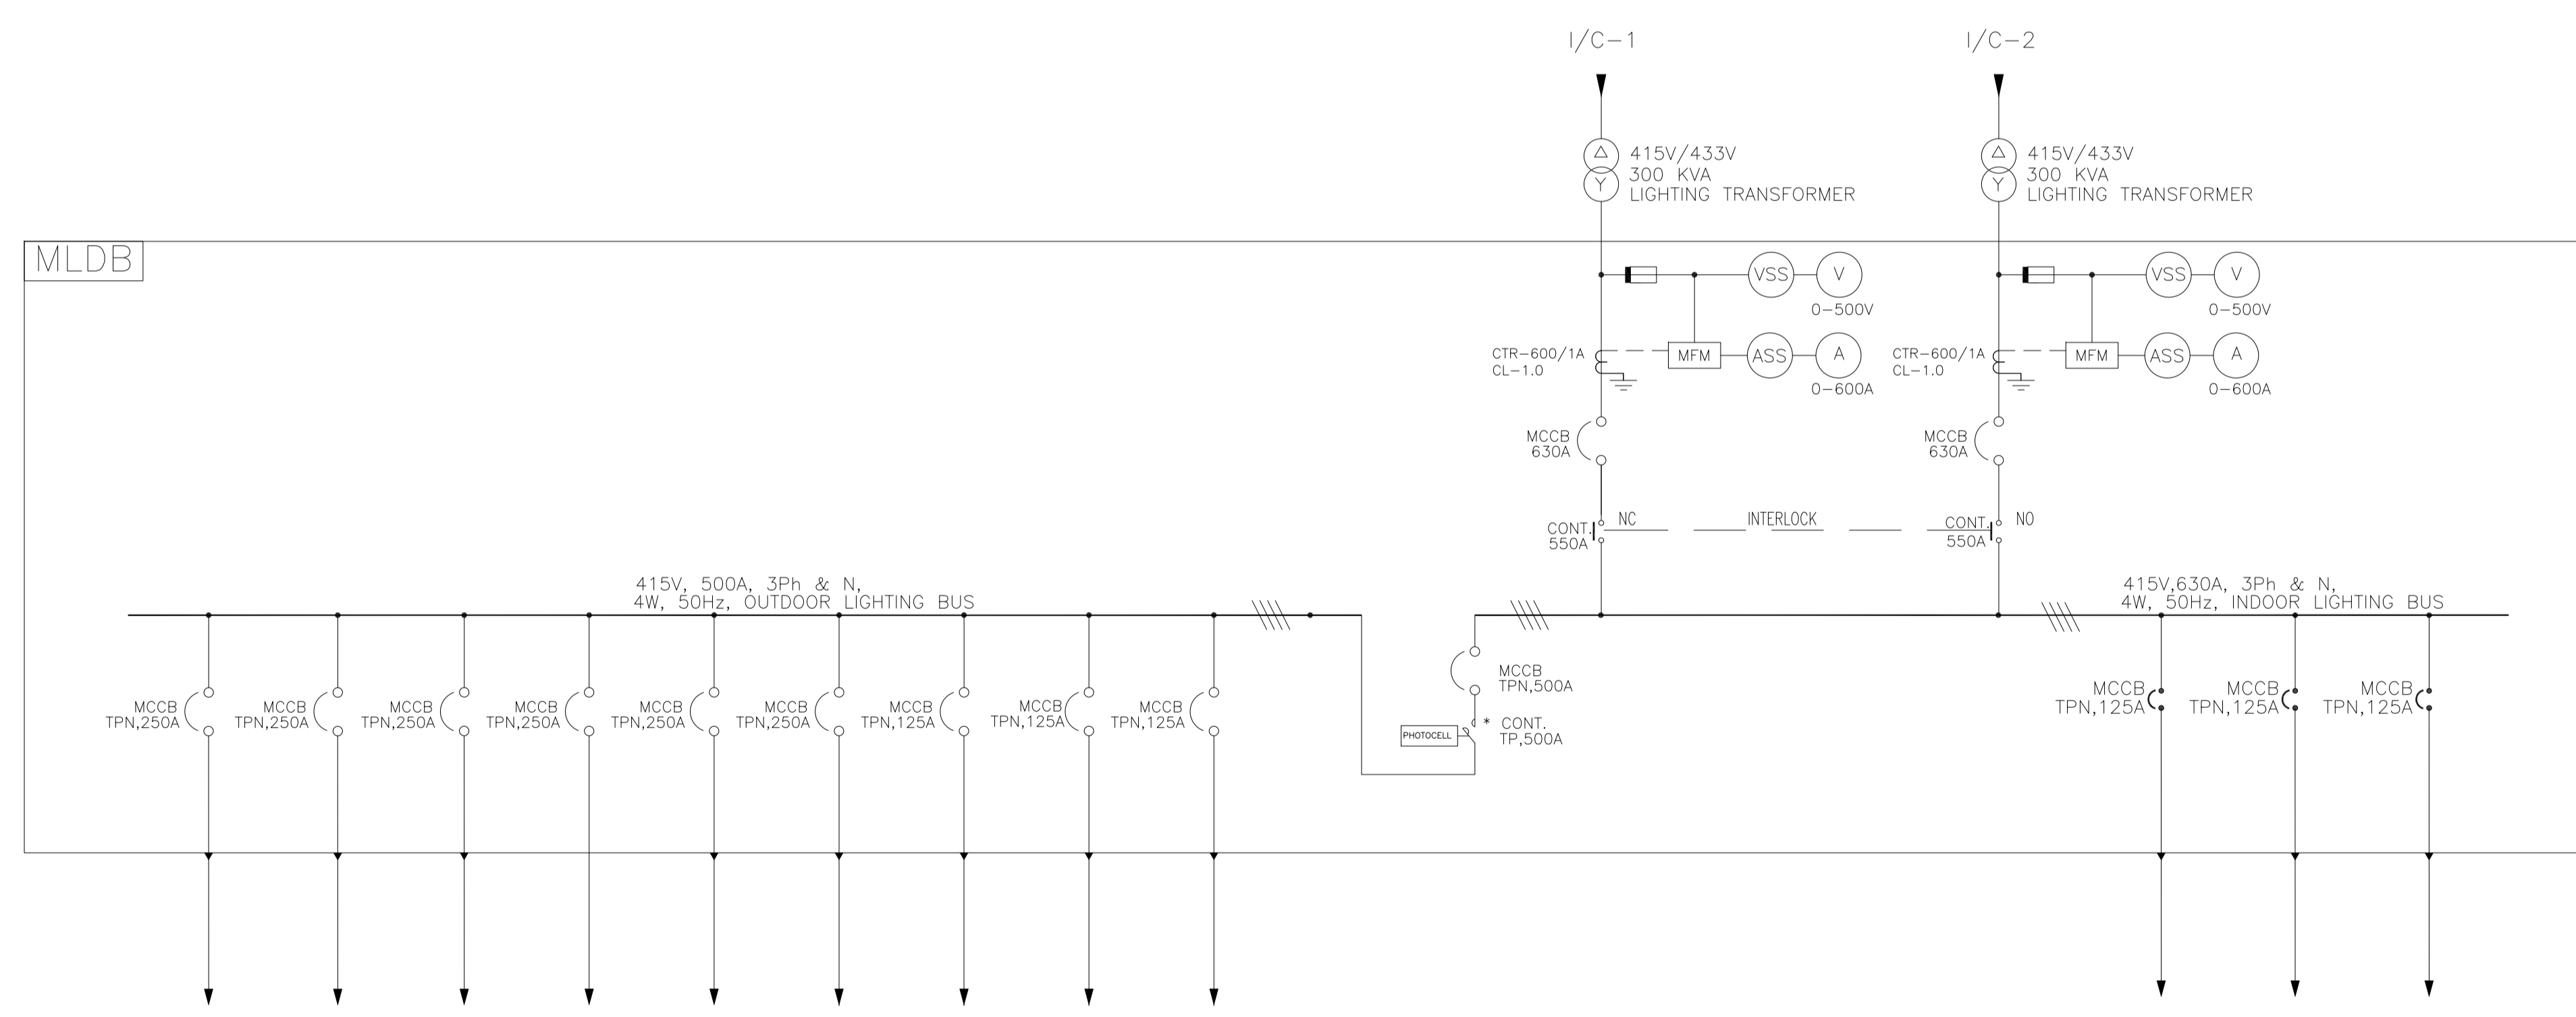 I/C-1
I/C-2
415V/433V
300 KVA
LIGHTING TRANSFORMER
415V/433V
300 KVA
LIGHTING TRANSFORMER
MLDB
VSS
V
0-500V
VSS
V
0-500V
CTR-600/1A
CL-1.0
MFM
ASS
A
0-600A
CTR-600/1A
CL-1.0
MFM
ASS
A
0-600A
MCCB
630A
MCCB
630A
CONT.
550A
NC
INTERLOCK
CONT.
550A
NO
415V, 500A, 3Ph & N,
4W, 50Hz, OUTDOOR LIGHTING BUS
415V,630A, 3Ph & N,
4W, 50Hz, INDOOR LIGHTING BUS
MCCB
TPN,250A
MCCB
TPN,250A
MCCB
TPN,250A
MCCB
TPN,250A
MCCB
TPN,250A
MCCB
TPN,250A
MCCB
TPN,125A
MCCB
TPN,125A
MCCB
TPN,125A
MCCB
TPN,500A
* CONT.
TP,500A
PHOTOCELL
MCCB
TPN,125A
MCCB
TPN,125A
MCCB
TPN,125A